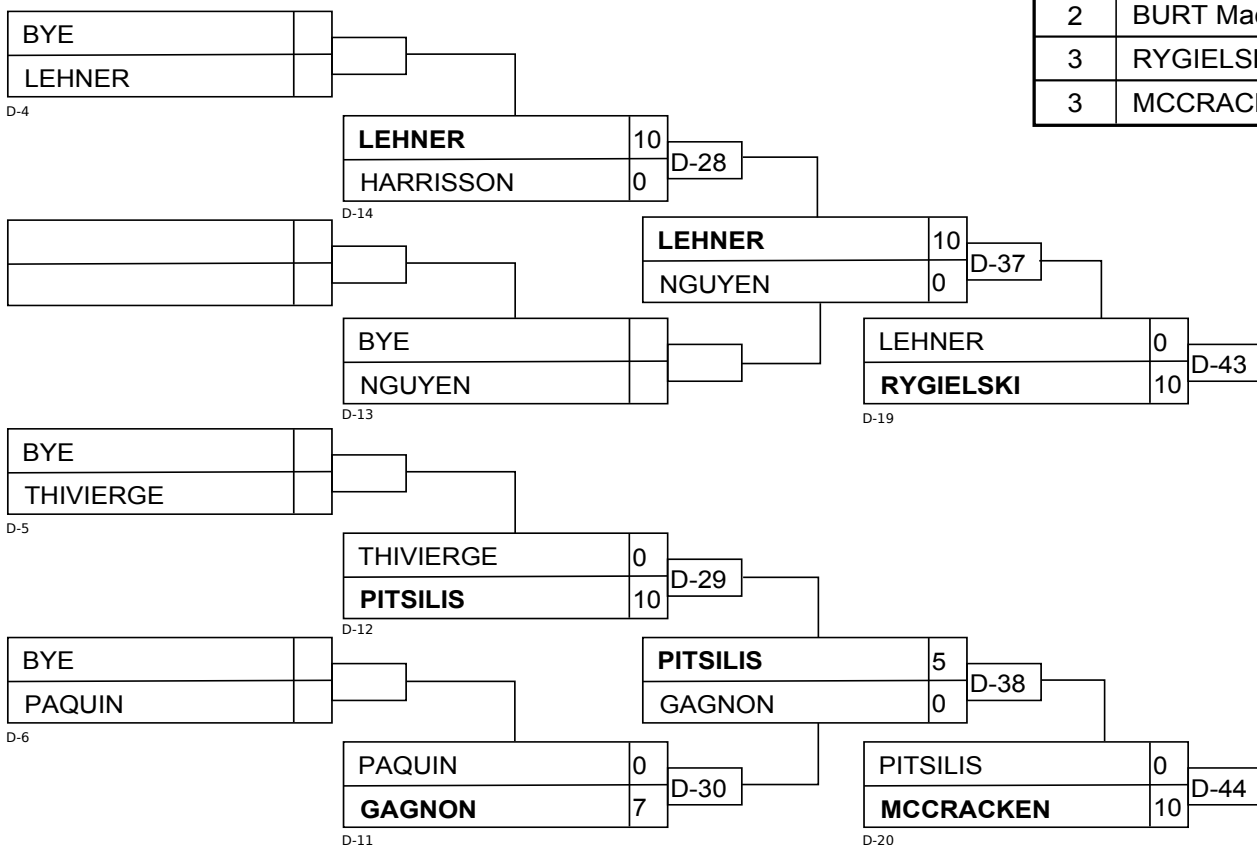 BYE
LEHNER
D-4
2 BURT
3
3
LEHNER 10
HARRISSON 0
D-28
D-14
LEHNER 10
NGUYEN 0
D-37
BYE
NGUYEN
D-13
LEHNER 0
RYGIELSKI 10
D-43
D-19
BYE
THIVIERGE
D-5
THIVIERGE 0
PITSILIS 10
D-29
D-12
BYE
PAQUIN
D-6
PITSILIS 5
GAGNON 0
D-38
PAQUIN 0
GAGNON 7
D-30
D-11
PITSILIS 0
MCCRACKEN 10
D-44
D-20